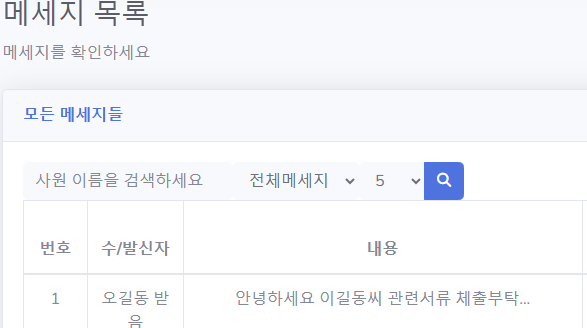 메세지 목록
메세지를 확인하세요
모든 메세지들
사원 이름을 검색하세요 전체메세지 5
번호 수/발신자 내용
1 오길동 받 안녕하세요 이길동씨 관련서류 체출부탁...
음